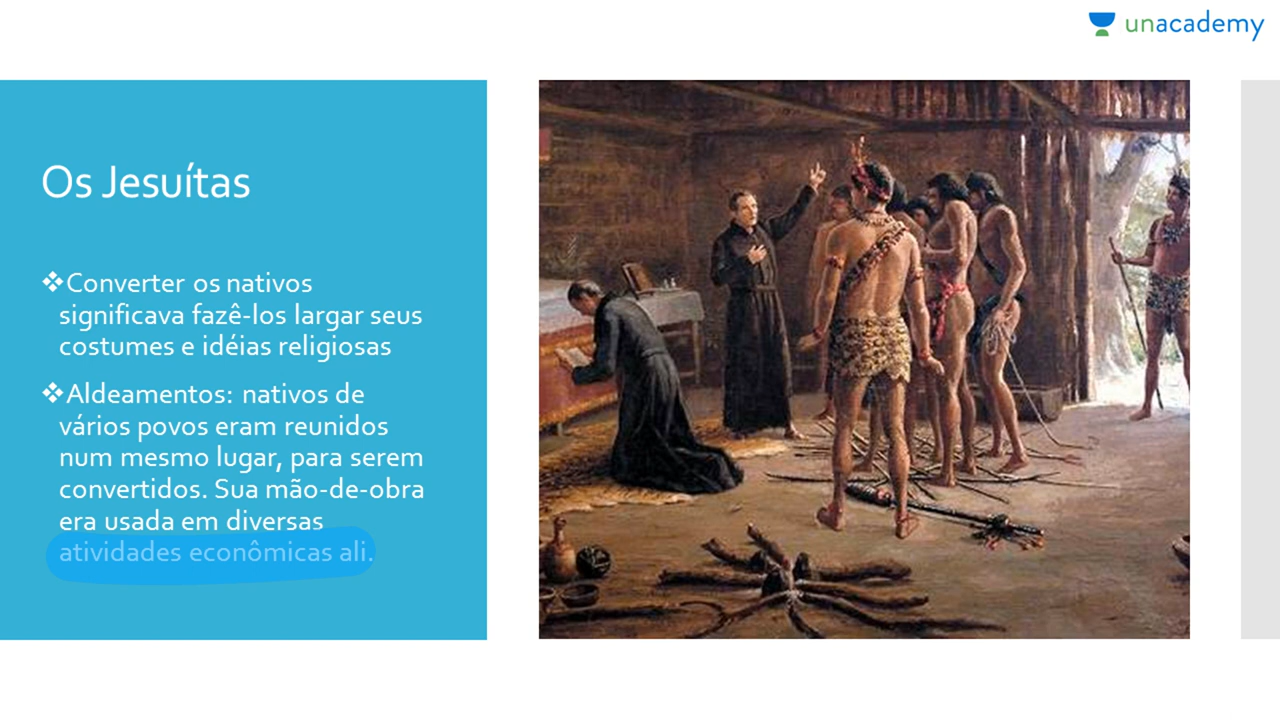 unacademy
Os Jesuítas
❖Converter os nativos
significava fazê-los largar seus
costumes e idéias religiosas
❖Aldeamentos: nativos de
vários povos eram reunidos
num mesmo lugar, para serem
convertidos. Sua mão-de-obra
era usada em diversas
atividades econômicas ali.